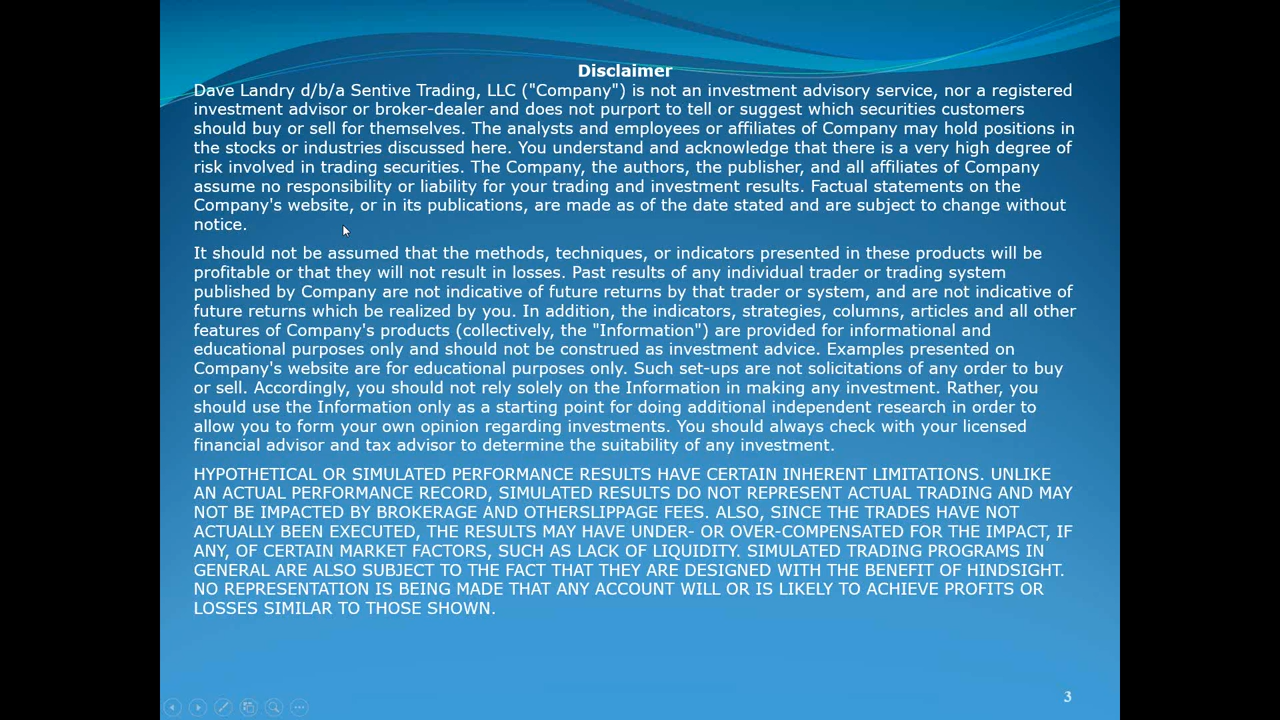 Disclaimer
Dave Landry d/b/a Sentive Trading, LLC ("Company") is not an investment advisory service, nor a registered
investment advisor or broker-dealer and does not purport to tell or suggest which securities customers
should buy or sell for themselves. The analysts and employees or affiliates of Company may hold positions in
the stocks or industries discussed here. You understand and acknowledge that there is a very high degree of
risk involved in trading securities. The Company, the authors, the publisher, and all affiliates of Company
assume no responsibility or liability for your trading and investment results. Factual statements on the
Company's website, or in its publications, are made as of the date stated and are subject to change without
notice.
It should not be assumed that the methods, techniques, or indicators presented in these products will be
profitable or that they will not result in losses. Past results of any individual trader or trading system
published by Company are not indicative of future returns by that trader or system, and are not indicative of
future returns which be realized by you. In addition, the indicators, strategies, columns, articles and all other
features of Company's products (collectively, the "Information") are provided for informational and
educational purposes only and should not be construed as investment advice. Examples presented on
Company's website are for educational purposes only. Such set-ups are not solicitations of any order to buy
or sell. Accordingly, you should not rely solely on the Information in making any investment. Rather, you
should use the Information only as a starting point for doing additional independent research in order to
allow you to form your own opinion regarding investments. You should always check with your licensed
financial advisor and tax advisor to determine the suitability of any investment.
HYPOTHETICAL OR SIMULATED PERFORMANCE RESULTS HAVE CERTAIN INHERENT LIMITATIONS. UNLIKE
AN ACTUAL PERFORMANCE RECORD, SIMULATED RESULTS DO NOT REPRESENT ACTUAL TRADING AND MAY
NOT BE IMPACTED BY BROKERAGE AND OTHERSLIPPAGE FEES. ALSO, SINCE THE TRADES HAVE NOT
ACTUALLY BEEN EXECUTED, THE RESULTS MAY HAVE UNDER- OR OVER-COMPENSATED FOR THE IMPACT, IF
ANY, OF CERTAIN MARKET FACTORS, SUCH AS LACK OF LIQUIDITY. SIMULATED TRADING PROGRAMS IN
GENERAL ARE ALSO SUBJECT TO THE FACT THAT THEY ARE DESIGNED WITH THE BENEFIT OF HINDSIGHT.
NO REPRESENTATION IS BEING MADE THAT ANY ACCOUNT WILL OR IS LIKELY TO ACHIEVE PROFITS OR
LOSSES SIMILAR TO THOSE SHOWN.
3